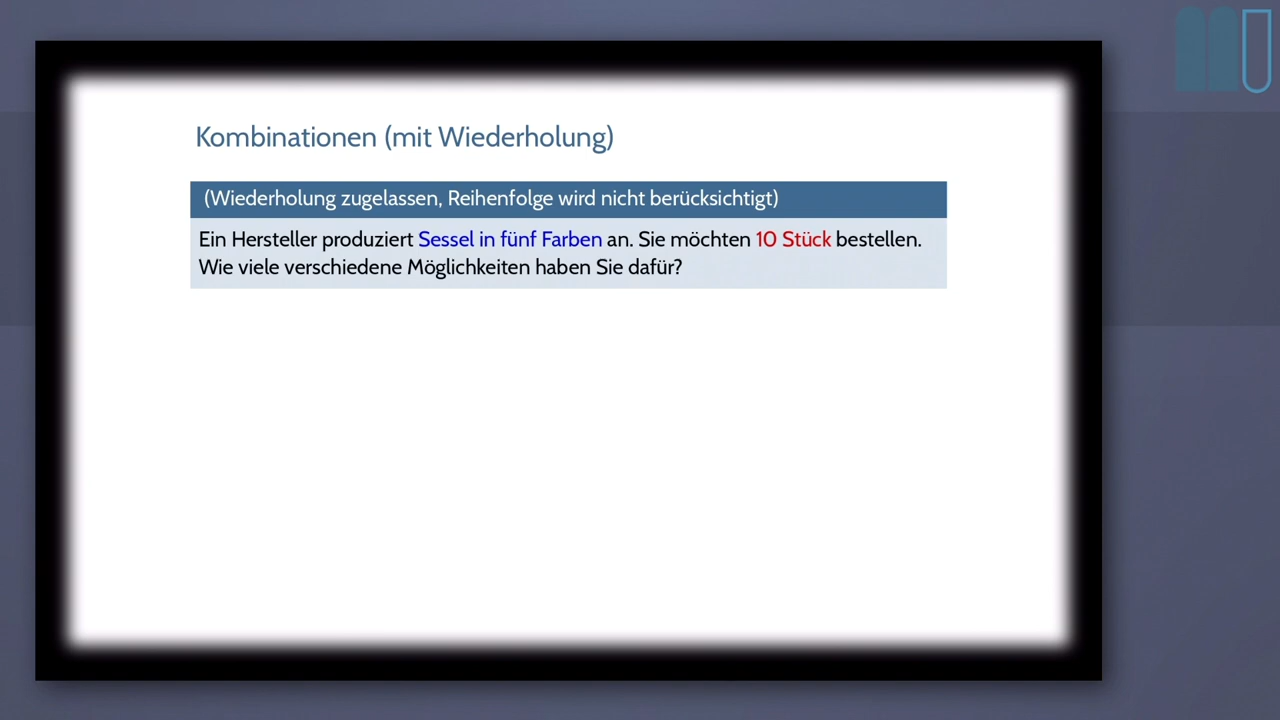 Kombinationen (mit Wiederholung)
(Wiederholung zugelassen, Reihenfolge wird nicht berücksichtigt)
Ein Hersteller produziert Sessel in fünf Farben an. Sie möchten 10 Stück bestellen.
Wie viele verschiedene Möglichkeiten haben Sie dafür?